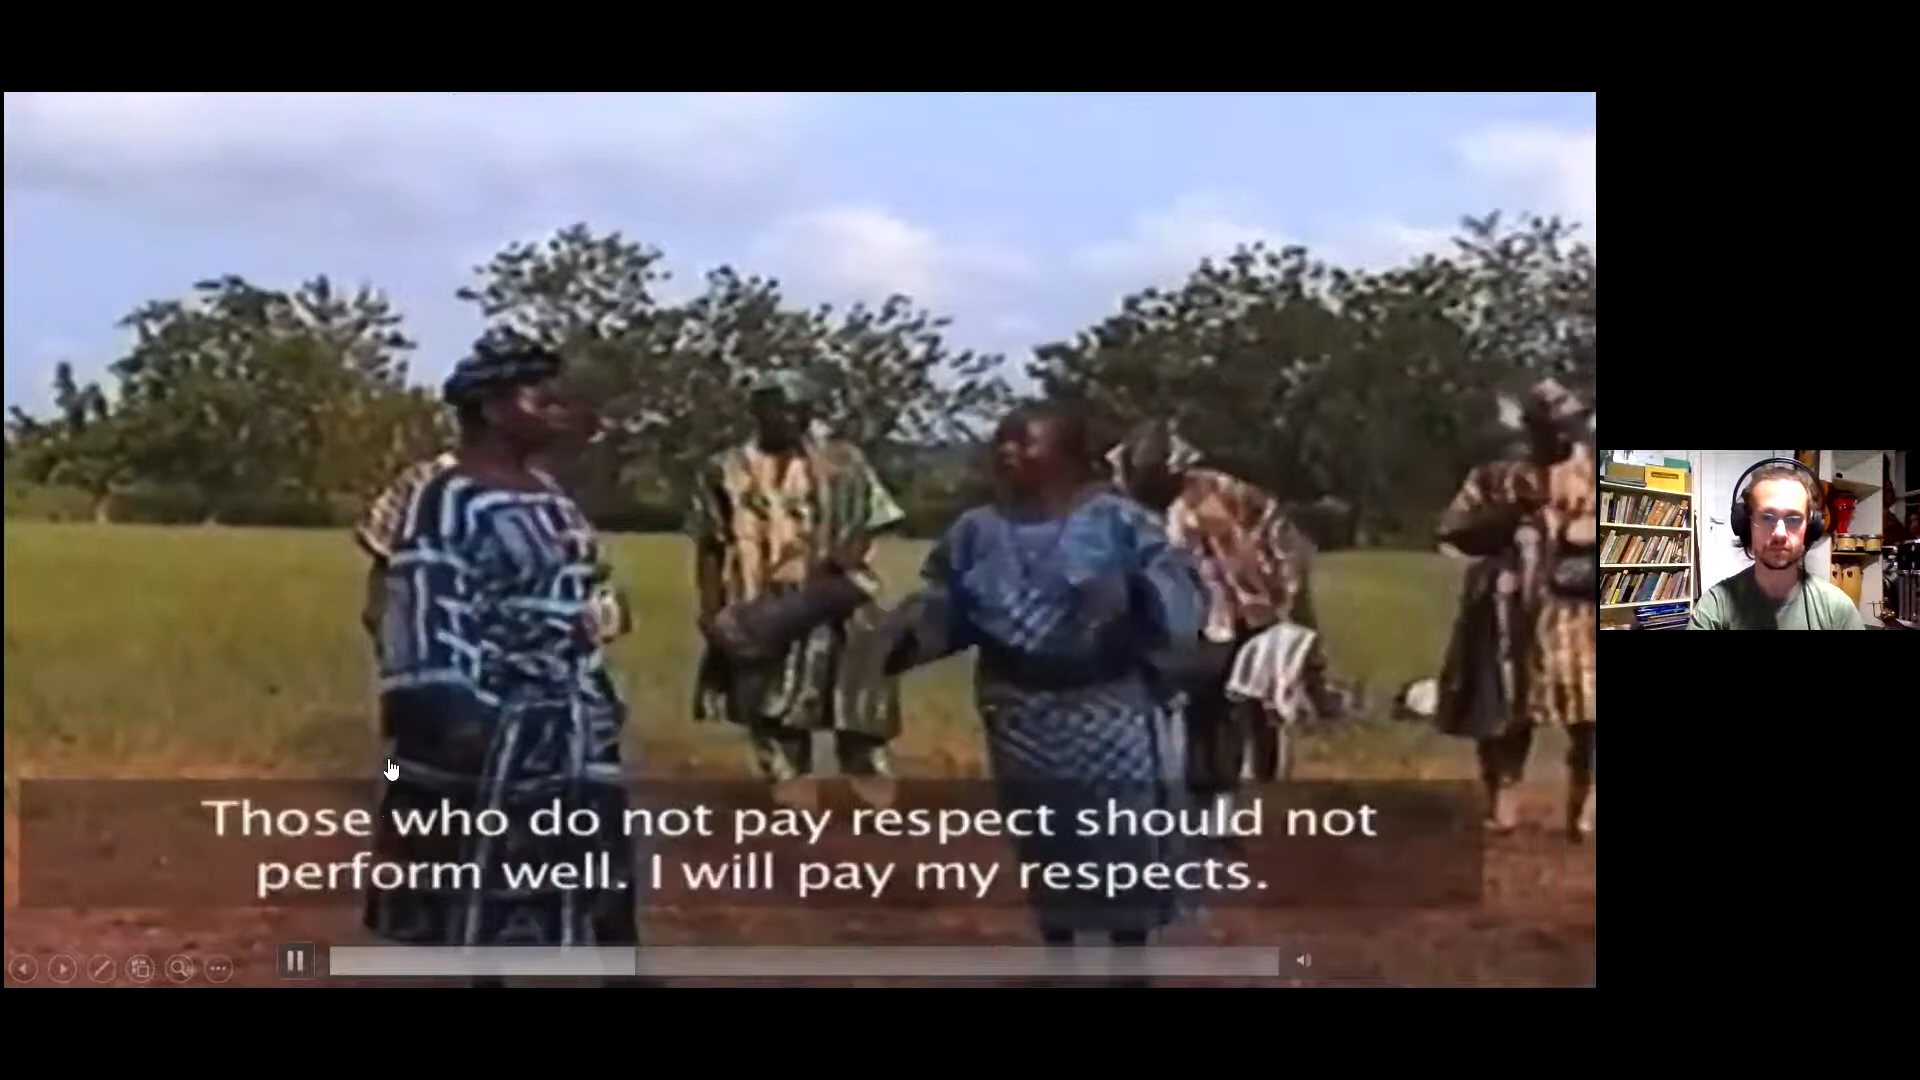 Those who do not pay respect should not
perform well. I will pay my respects.